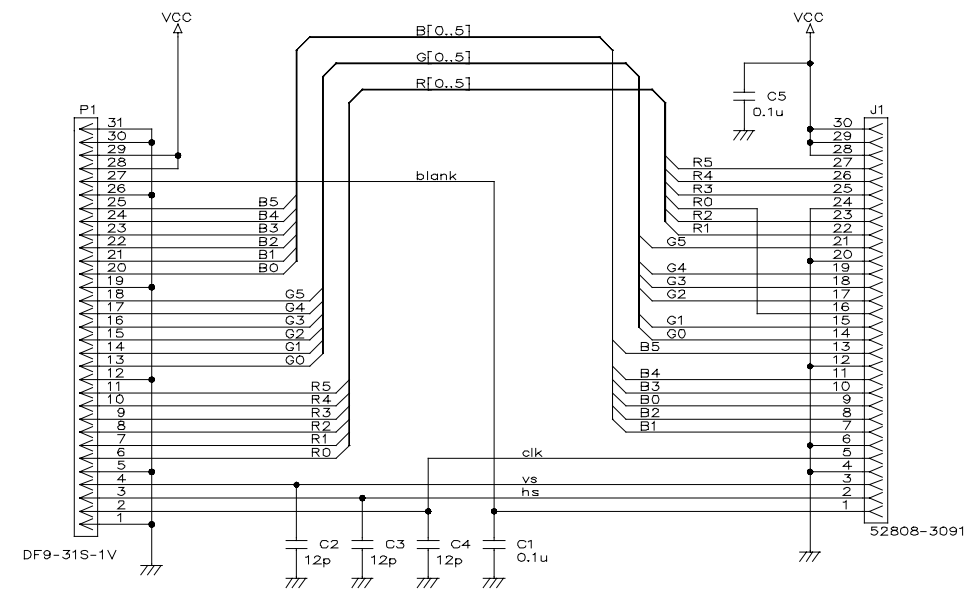 VCC
VCC
B[0..5]
G[0..5]
R[0..5]
C5
0.1u
P1
J1
31
30
29
28
27
26
25
24
23
22
21
20
19
18
17
16
15
14
13
12
11
10
9
8
7
6
5
4
3
2
1
blank
B5
B4
B3
B2
B1
B0
G5
G4
G3
G2
G1
G0
R5
R4
R3
R2
R1
R0
R5
R4
R3
R0
R2
R1
G5
G4
G3
G2
G1
G0
B5
B4
B3
B0
B2
B1
30
29
28
27
26
25
24
23
22
21
20
19
18
17
16
15
14
13
12
11
10
9
8
7
6
5
4
3
2
1
clk
vs
hs
DF9-31S-1V
52808-3091
C2
12p
C3
12p
C4
12p
C1
0.1u